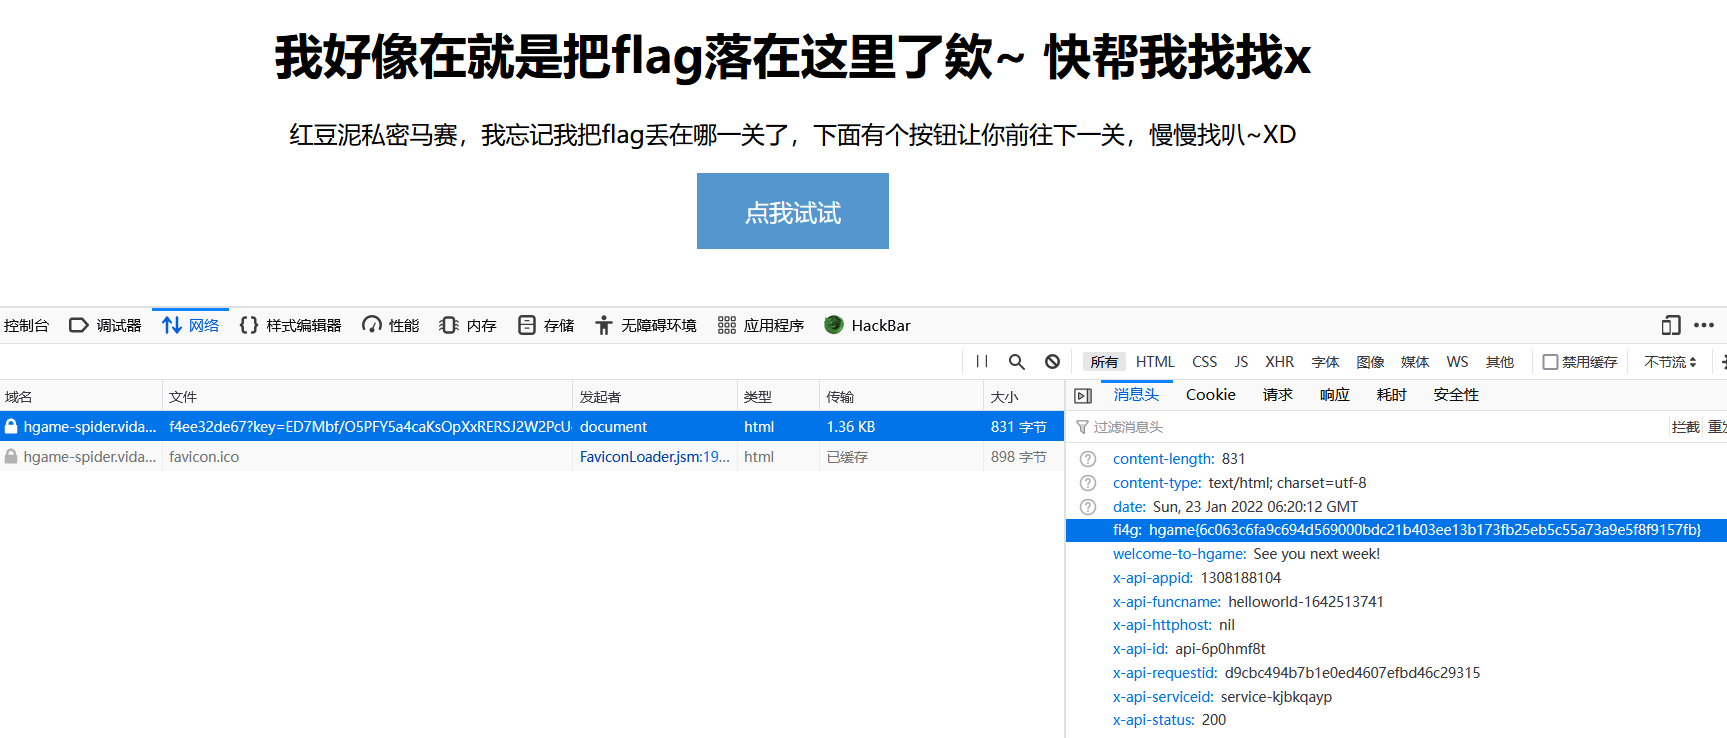 我好像在就是把flag落在这里了欸~ 快帮我找找x
红豆泥私密马赛，我忘记我把flag丢在哪一关了，下面有个按钮让你前往下一关，慢慢找叭~XD
点我试试
控制台 调试器 网络 {} 样式编辑器 性能 内存 存储 无障碍环境 应用程序 HackBar
所有 HTML CSS JS XHR 字体 图像 媒体 WS 其他 禁用缓存 不节流
域名 文件 发起者 类型 传输 大小
hgame-spider.vida... f4ee32de67?key=ED7Mbf/O5PFY5a4caKsOpXxRERSJ2W2PcU document html 1.36 KB 831 字节
hgame-spider.vida... favicon.ico FaviconLoader.jsm:19... html 已缓存 898 字节
消息头 Cookie 请求 响应 耗时 安全性
过滤消息头 拦截 重发
content-length: 831
content-type: text/html; charset=utf-8
date: Sun, 23 Jan 2022 06:20:12 GMT
fi4g: hgame{6c063c6fa9c694d569000bdc21b403ee13b173fb25eb5c55a73a9e5f8f9157fb}
welcome-to-hgame: See you next week!
x-api-appid: 1308188104
x-api-funcname: helloworld-1642513741
x-api-httphost: nil
x-api-id: api-6p0hmf8t
x-api-requestid: d9cbc494b7b1e0ed4607efbd46c29315
x-api-serviceid: service-kjbkqayp
x-api-status: 200